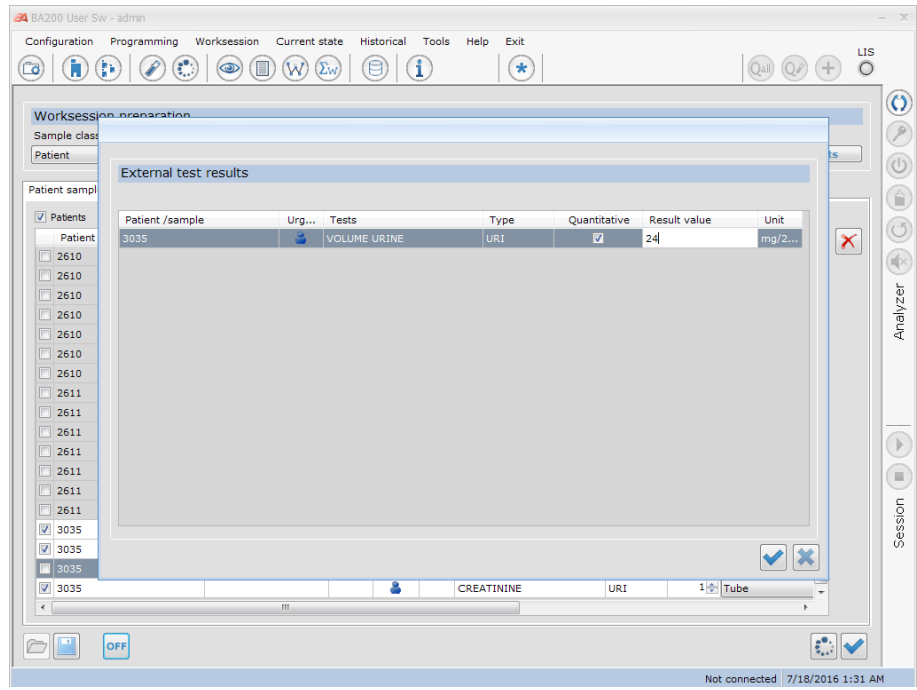 BA200 User Sw - admin
Configuration Programming Worksession Current state Historical Tools Help Exit
LIS
Qall
Worksession preparation
Sample class
Patient
ts
External test results
Patient sampl
Patients
Patient /sample Urg... Tests Type Quantitative Result value Unit
3035 VOLUME URINE URI 24 mg/2...
Patient
2610
2610
2610
2610
2610
2610
2610
2611
2611
2611
2611
2611
2611
2611
3035
3035
3035
3035 CREATININE URI 1 Tube
OFF
Analyzer
Session
Not connected 7/18/2016 1:31 AM